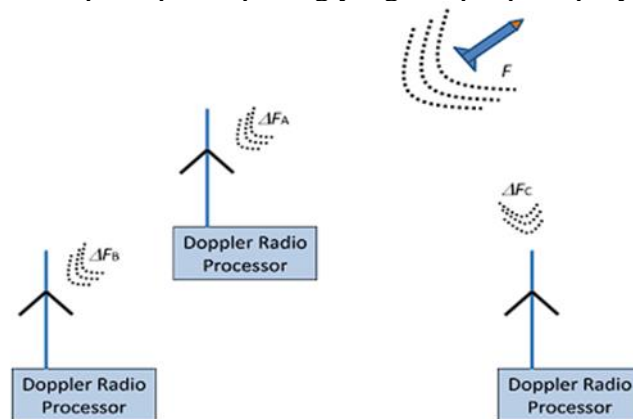 F
ΔFA
ΔFC
Doppler Radio
Processor
ΔFB
Doppler Radio
Processor
Doppler Radio
Processor